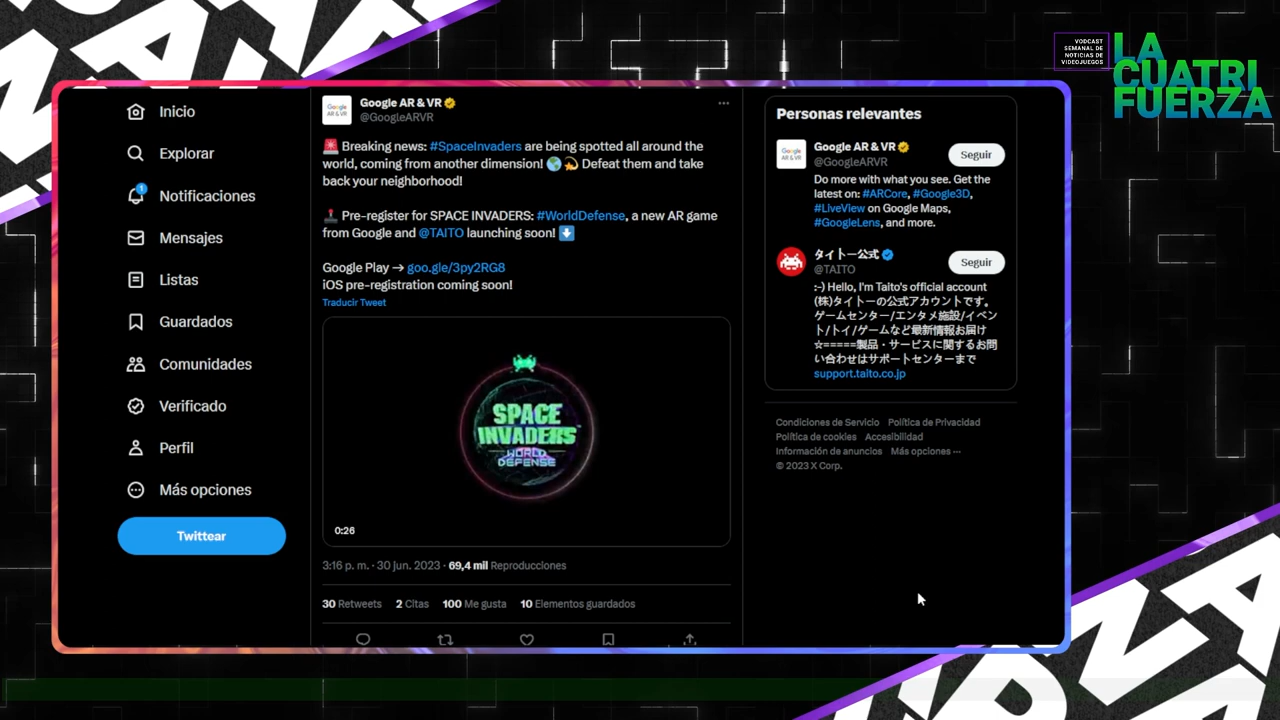 VODCAST
SEMANAL DE
NOTICIAS DE
VIDEOJUEGOS
LA
CUATRI
FUERZA
Inicio
Explorar
1
Notificaciones
Mensajes
Listas
Guardados
Comunidades
Verificado
Perfil
Más opciones
Twittear
Google AR & VR
@GoogleARVR
🚨 Breaking news: #SpaceInvaders are being spotted all around the
world, coming from another dimension! 🌎💫 Defeat them and take
back your neighborhood!
🕹️ Pre-register for SPACE INVADERS: #WorldDefense, a new AR game
from Google and @TAITO launching soon! ⬇️
Google Play → goo.gle/3py2RG8
iOS pre-registration coming soon!
Traducir Tweet
SPACE
INVADERS
WORLD
DEFENSE
0:26
3:16 p. m. · 30 jun. 2023 · 69,4 mil Reproducciones
30 Retweets 2 Citas 100 Me gusta 10 Elementos guardados
Personas relevantes
Google AR & VR
@GoogleARVR
Seguir
Do more with what you see. Get the
latest on: #ARCore, #Google3D,
#LiveView on Google Maps,
#GoogleLens, and more.
タイトー公式
@TAITO
Seguir
:-) Hello, I'm Taito's official account
(株)タイトーの公式アカウントです。
ゲームセンター/エンタメ施設/イベン
ト/トイ/ゲームなど最新情報お届け
☆=====製品・サービスに関するお問
い合わせはサポートセンターまで
support.taito.co.jp
Condiciones de Servicio Política de Privacidad
Política de cookies Accesibilidad
Información de anuncios Más opciones ···
© 2023 X Corp.